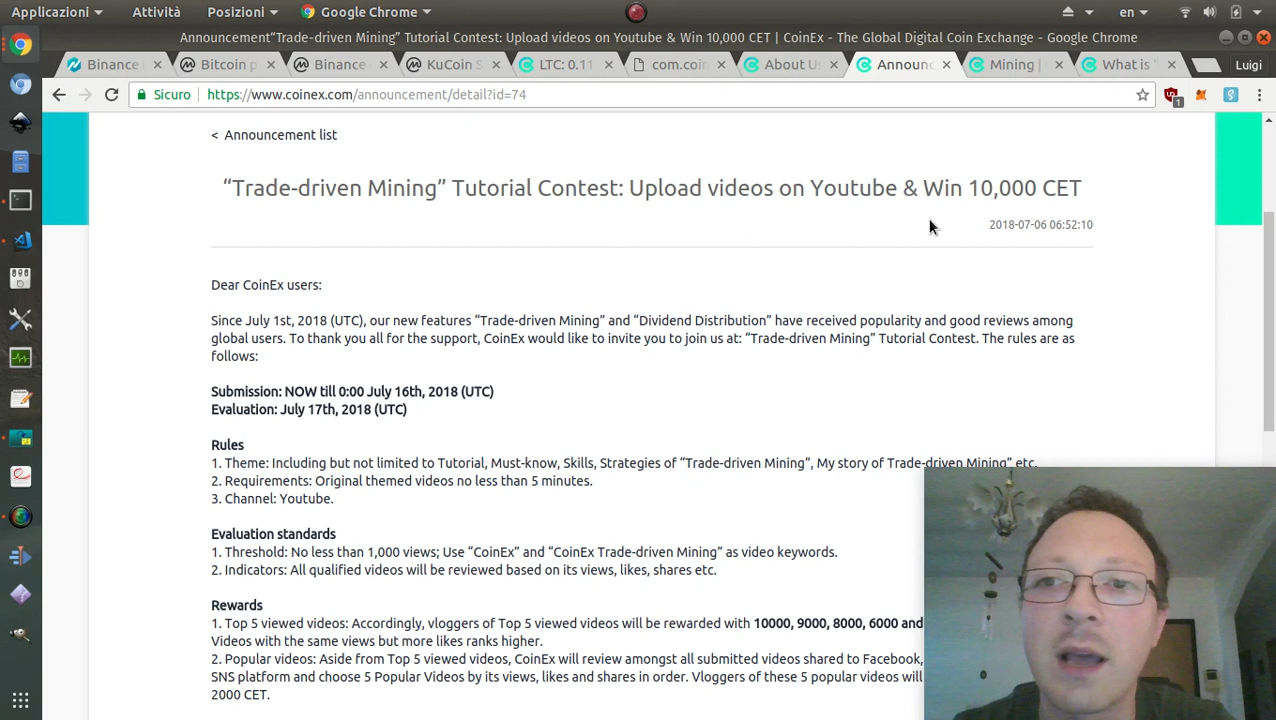 Applicazioni Attività Posizioni Google Chrome en
Announcement“Trade-driven Mining” Tutorial Contest: Upload videos on Youtube & Win 10,000 CET | CoinEx - The Global Digital Coin Exchange - Google Chrome
Binance Bitcoin p Binance KuCoin S LTC: 0.11 com.coin About Us Announ Mining | What is " Luigi
Sicuro https://www.coinex.com/announcement/detail?id=74 1
< Announcement list
“Trade-driven Mining” Tutorial Contest: Upload videos on Youtube & Win 10,000 CET
2018-07-06 06:52:10
Dear CoinEx users:
Since July 1st, 2018 (UTC), our new features “Trade-driven Mining” and “Dividend Distribution” have received popularity and good reviews among
global users. To thank you all for the support, CoinEx would like to invite you to join us at: “Trade-driven Mining” Tutorial Contest. The rules are as
follows:
Submission: NOW till 0:00 July 16th, 2018 (UTC)
Evaluation: July 17th, 2018 (UTC)
Rules
1. Theme: Including but not limited to Tutorial, Must-know, Skills, Strategies of “Trade-driven Mining”, My story of Trade-driven Mining” etc.
2. Requirements: Original themed videos no less than 5 minutes.
3. Channel: Youtube.
Evaluation standards
1. Threshold: No less than 1,000 views; Use “CoinEx” and “CoinEx Trade-driven Mining” as video keywords.
2. Indicators: All qualified videos will be reviewed based on its views, likes, shares etc.
Rewards
1. Top 5 viewed videos: Accordingly, vloggers of Top 5 viewed videos will be rewarded with 10000, 9000, 8000, 6000 and
Videos with the same views but more likes ranks higher.
2. Popular videos: Aside from Top 5 viewed videos, CoinEx will review amongst all submitted videos shared to Facebook,
SNS platform and choose 5 Popular Videos by its views, likes and shares in order. Vloggers of these 5 popular videos will
2000 CET.